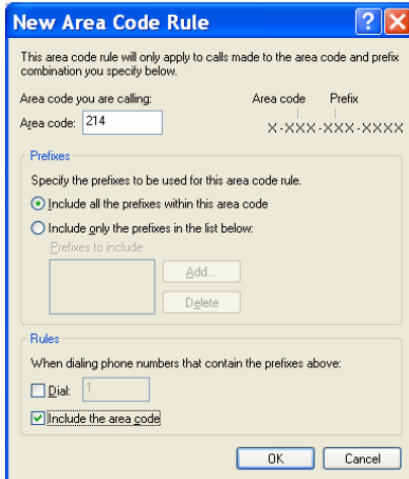 New Area Code Rule
This area code rule will only apply to calls made to the area code and prefix
combination you specify below.
Area code you are calling:
Area code  Prefix
Area code: 214
X-XXX-XXX-XXXX
Prefixes
Specify the prefixes to be used for this area code rule.
Include all the prefixes within this area code
Include only the prefixes in the list below:
Prefixes to include:
Add...
Delete
Rules
When dialing phone numbers that contain the prefixes above:
Dial: 1
Include the area code
OK  Cancel